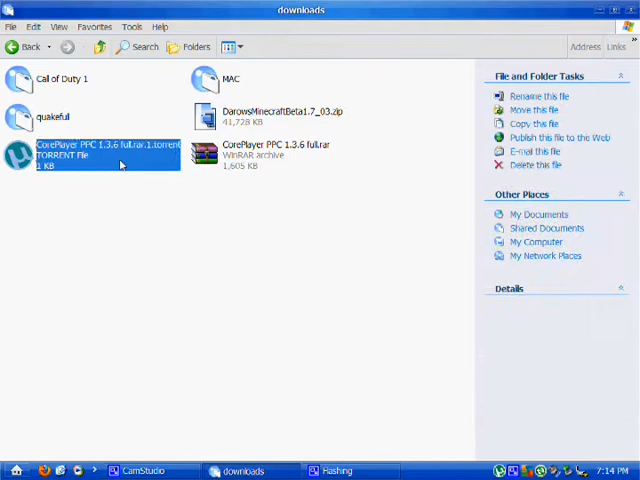 downloads
File Edit View Favorites Tools Help
Back Search Folders Address Links
Call of Duty 1
MAC
quakeful
DarowsMinecraftBeta1.7_03.zip
41,728 KB
CorePlayer PPC 1.3.6 full.rar.1.torrent
TORRENT File
1 KB
CorePlayer PPC 1.3.6 ful.rar
WinRAR archive
1,605 KB
File and Folder Tasks
Rename this file
Move this file
Copy this file
Publish this file to the Web
E-mail this file
Delete this file
Other Places
My Documents
Shared Documents
My Computer
My Network Places
Details
CamStudio downloads Flashing 7:14 PM